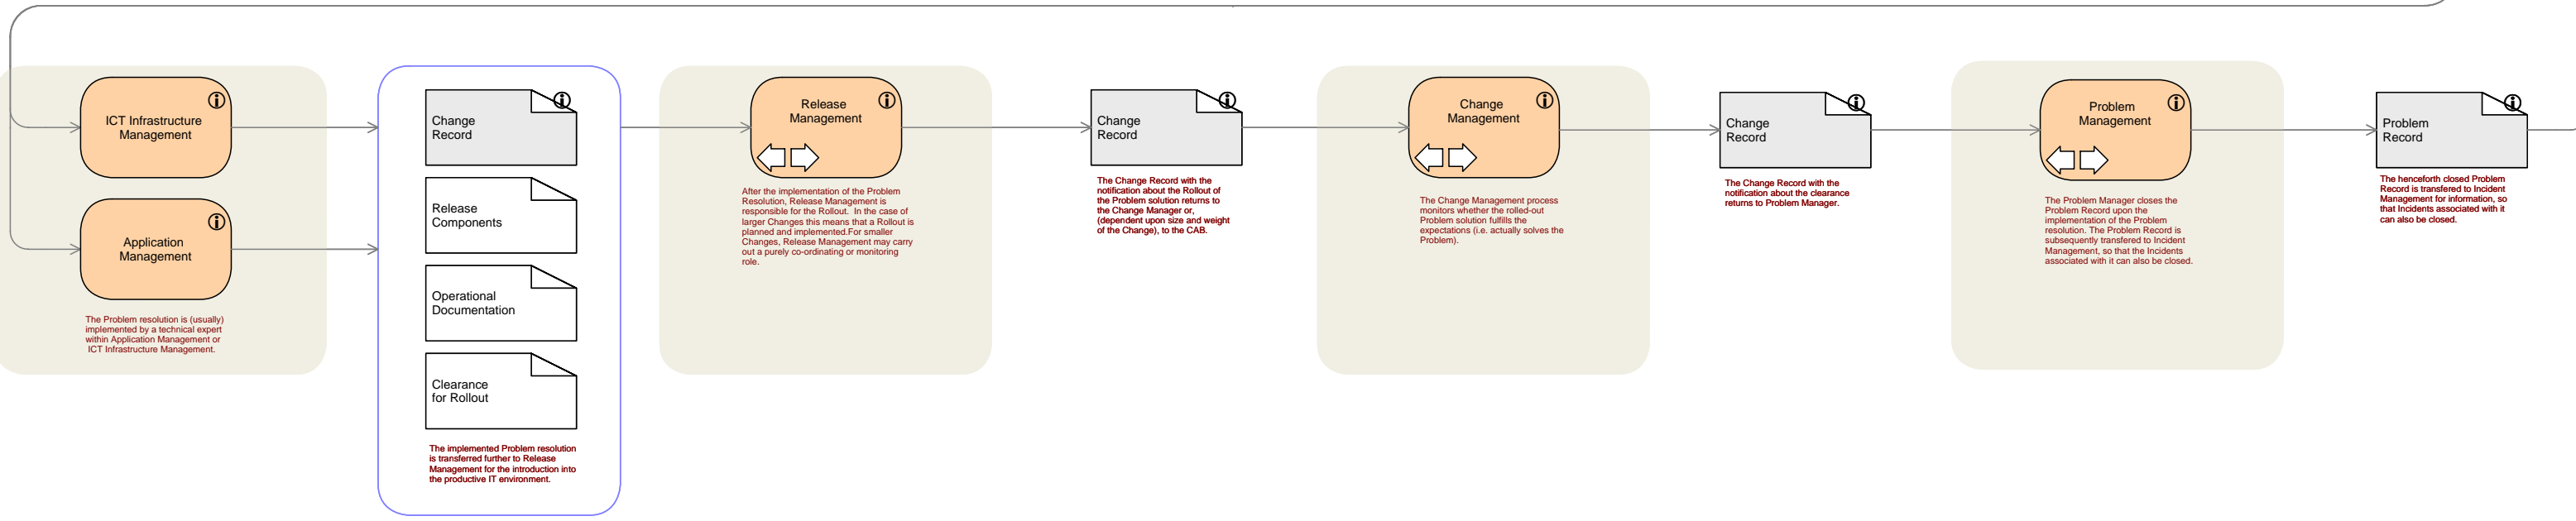 ICT Infrastructure
Management
Application
Management
The Problem resolution is (usually)
implemented by a technical expert
within Application Management or
ICT Infrastructure Management.
Change
Record
Release
Components
Operational
Documentation
Clearance
for Rollout
The implemented Problem resolution
is transferred further to Release
Management for the introduction into
the productive IT environment.
Release
Management
After the implementation of the Problem
Resolution, Release Management is
responsible for the Rollout.  In the case of
larger Changes this means that a Rollout is
planned and implemented.For smaller
Changes, Release Management may carry
out a purely co-ordinating or monitoring
role.
Change
Record
The Change Record with the
notification about the Rollout of
the Problem solution returns to
the Change Manager or,
(dependent upon size and weight
of the Change), to the CAB.
Change
Management
The Change Management process
monitors whether the rolled-out
Problem solution fulfills the
expectations (i.e. actually solves the
Problem).
Change
Record
The Change Record with the
notification about the clearance
returns to Problem Manager.
Problem
Management
The Problem Manager closes the
Problem Record upon the
implementation of the Problem
resolution. The Problem Record is
subsequently transfered to Incident
Management, so that the Incidents
associated with it can also be closed.
Problem
Record
The henceforth closed Problem
Record is transfered to Incident
Management for information, so
that Incidents associated with it
can also be closed.